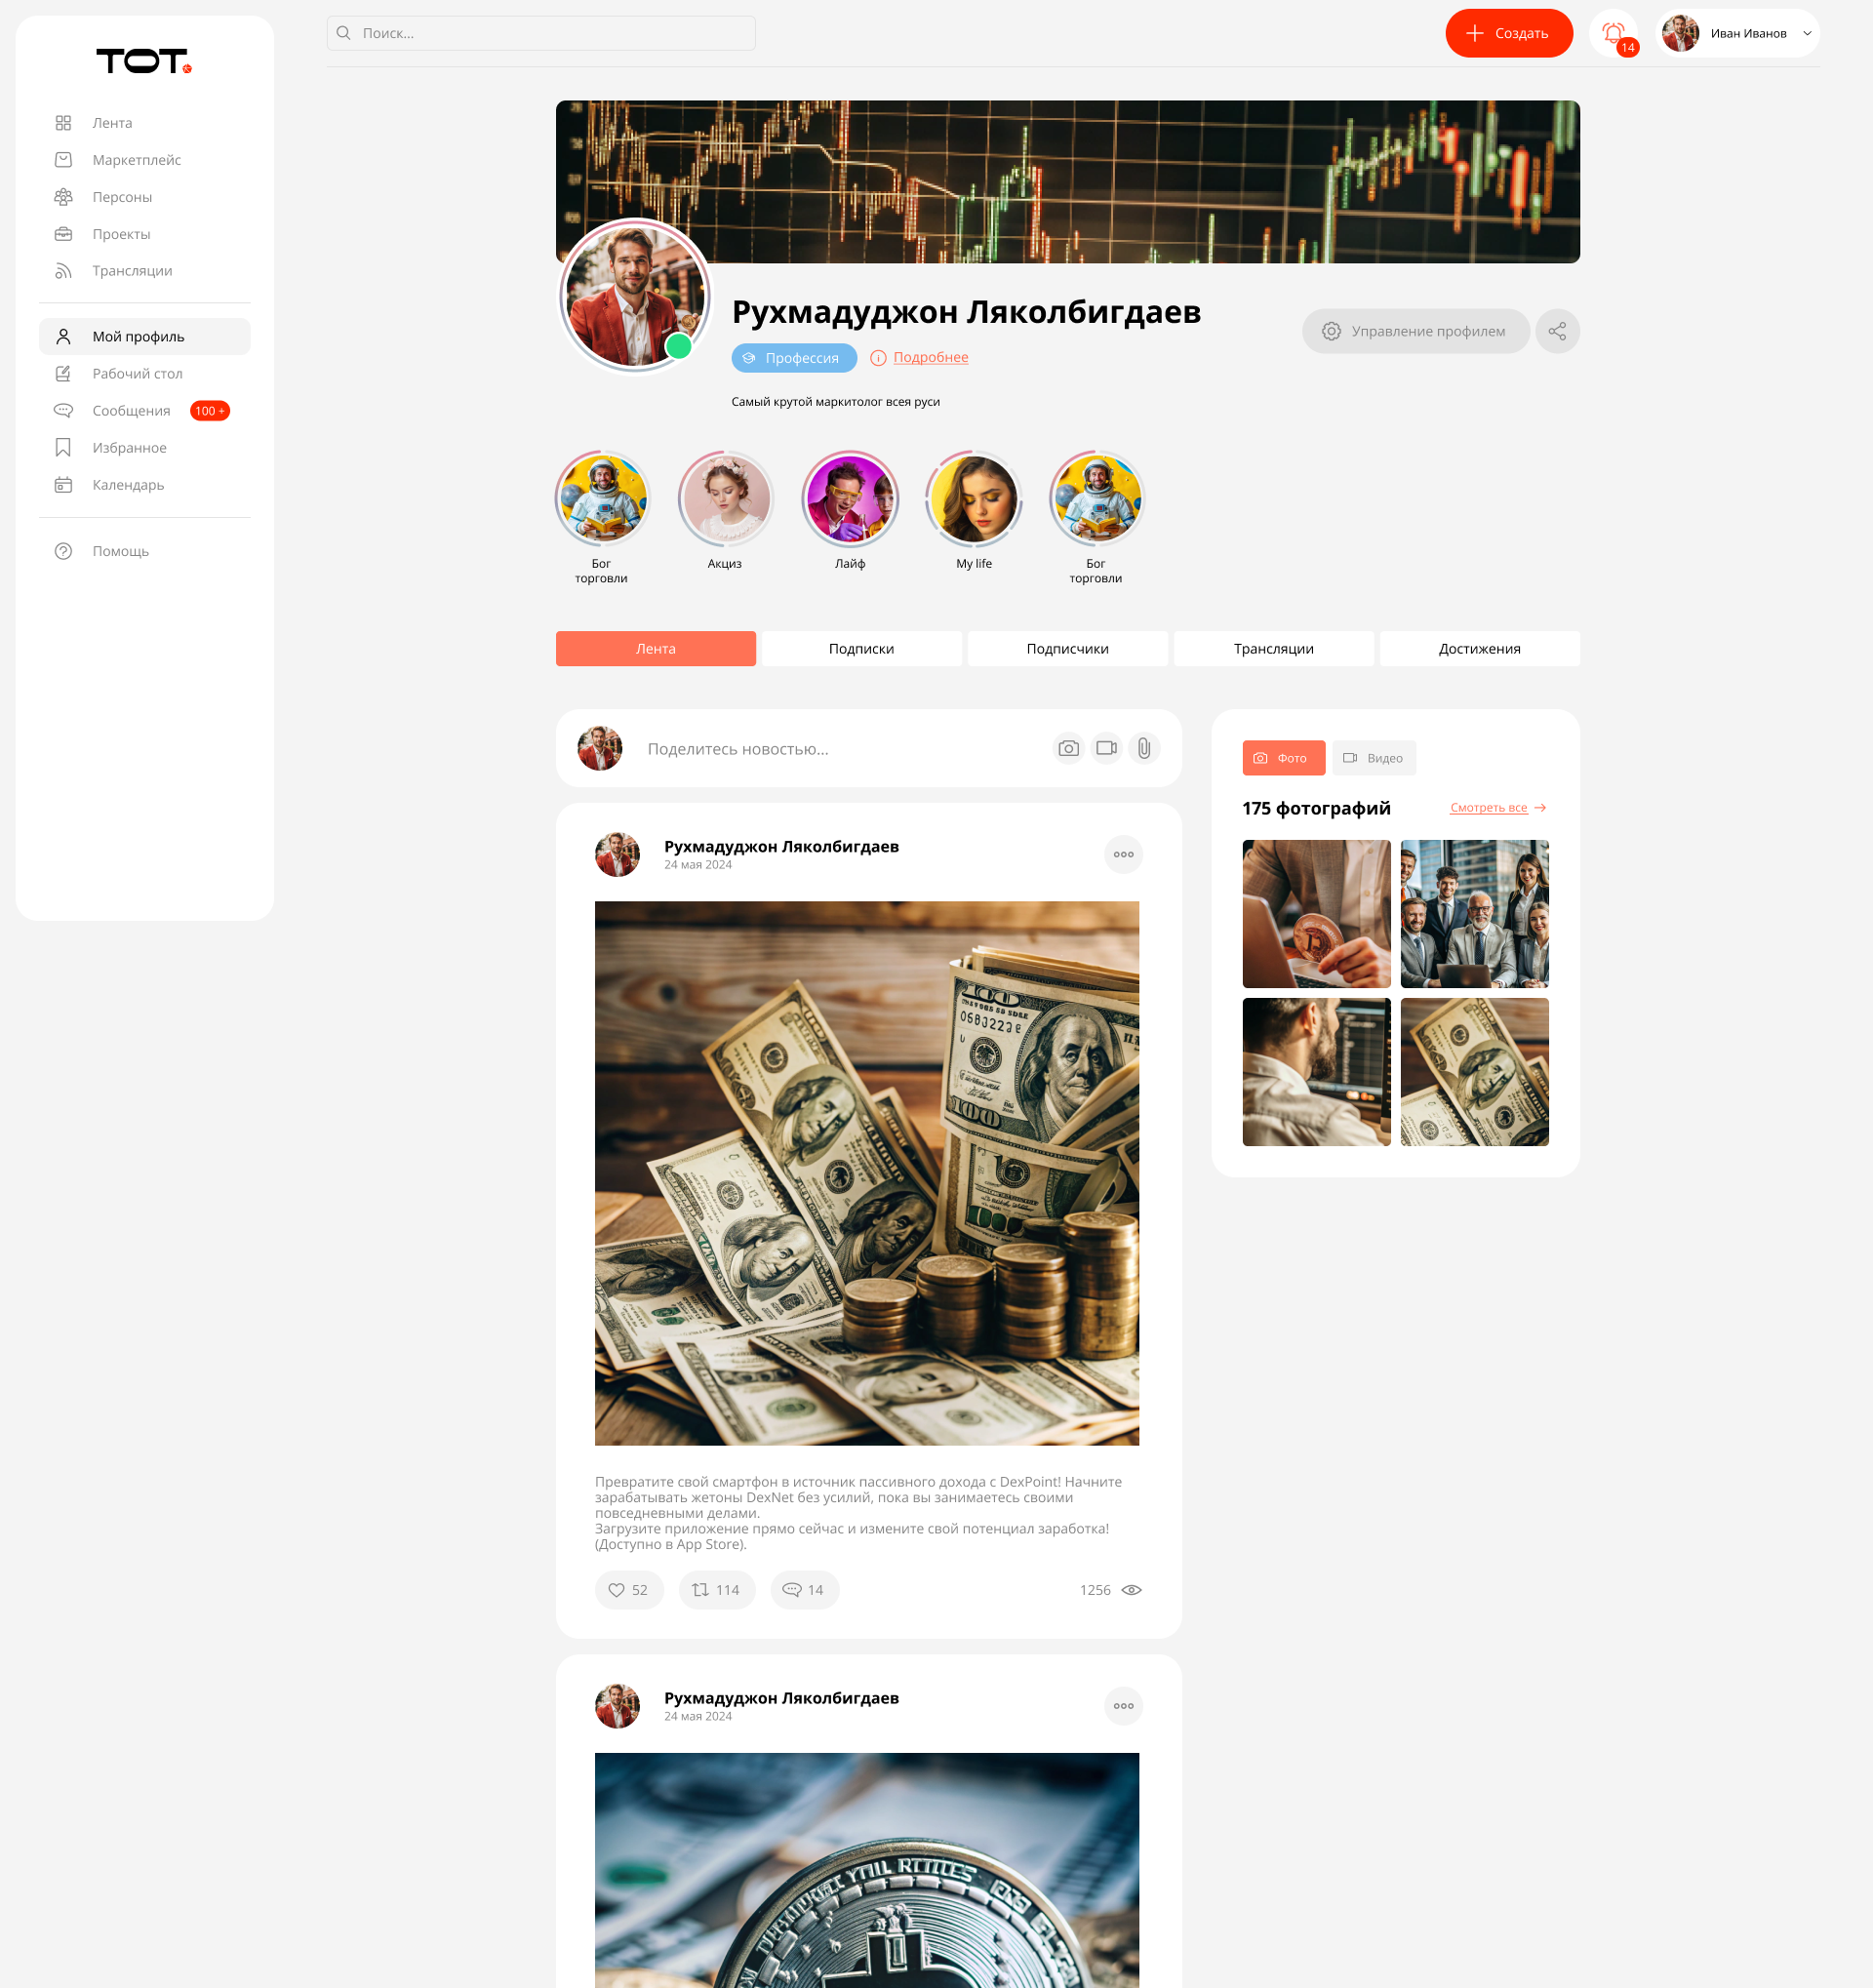 ТОТ.
Лента
Маркетплейс
Персоны
Проекты
Трансляции
Мой профиль
Рабочий стол
Сообщения 100 +
Избранное
Календарь
Помощь
Поиск...
Создать
14
Иван Иванов
Рухмадуджон Ляколбигдаев
Профессия
Подробнее
Самый крутой маркитолог всея руси
Управление профилем
Бог
торговли
Акциз
Лайф
My life
Бог
торговли
Лента
Подписки
Подписчики
Трансляции
Достижения
Поделитесь новостью...
Рухмадуджон Ляколбигдаев
24 мая 2024
100
100
Превратите свой смартфон в источник пассивного дохода с DexPoint! Начните
зарабатывать жетоны DexNet без усилий, пока вы занимаетесь своими
повседневными делами.
Загрузите приложение прямо сейчас и измените свой потенциал заработка!
(Доступно в App Store).
52
114
14
1256
Рухмадуджон Ляколбигдаев
24 мая 2024
Фото
Видео
175 фотографий
Смотреть все